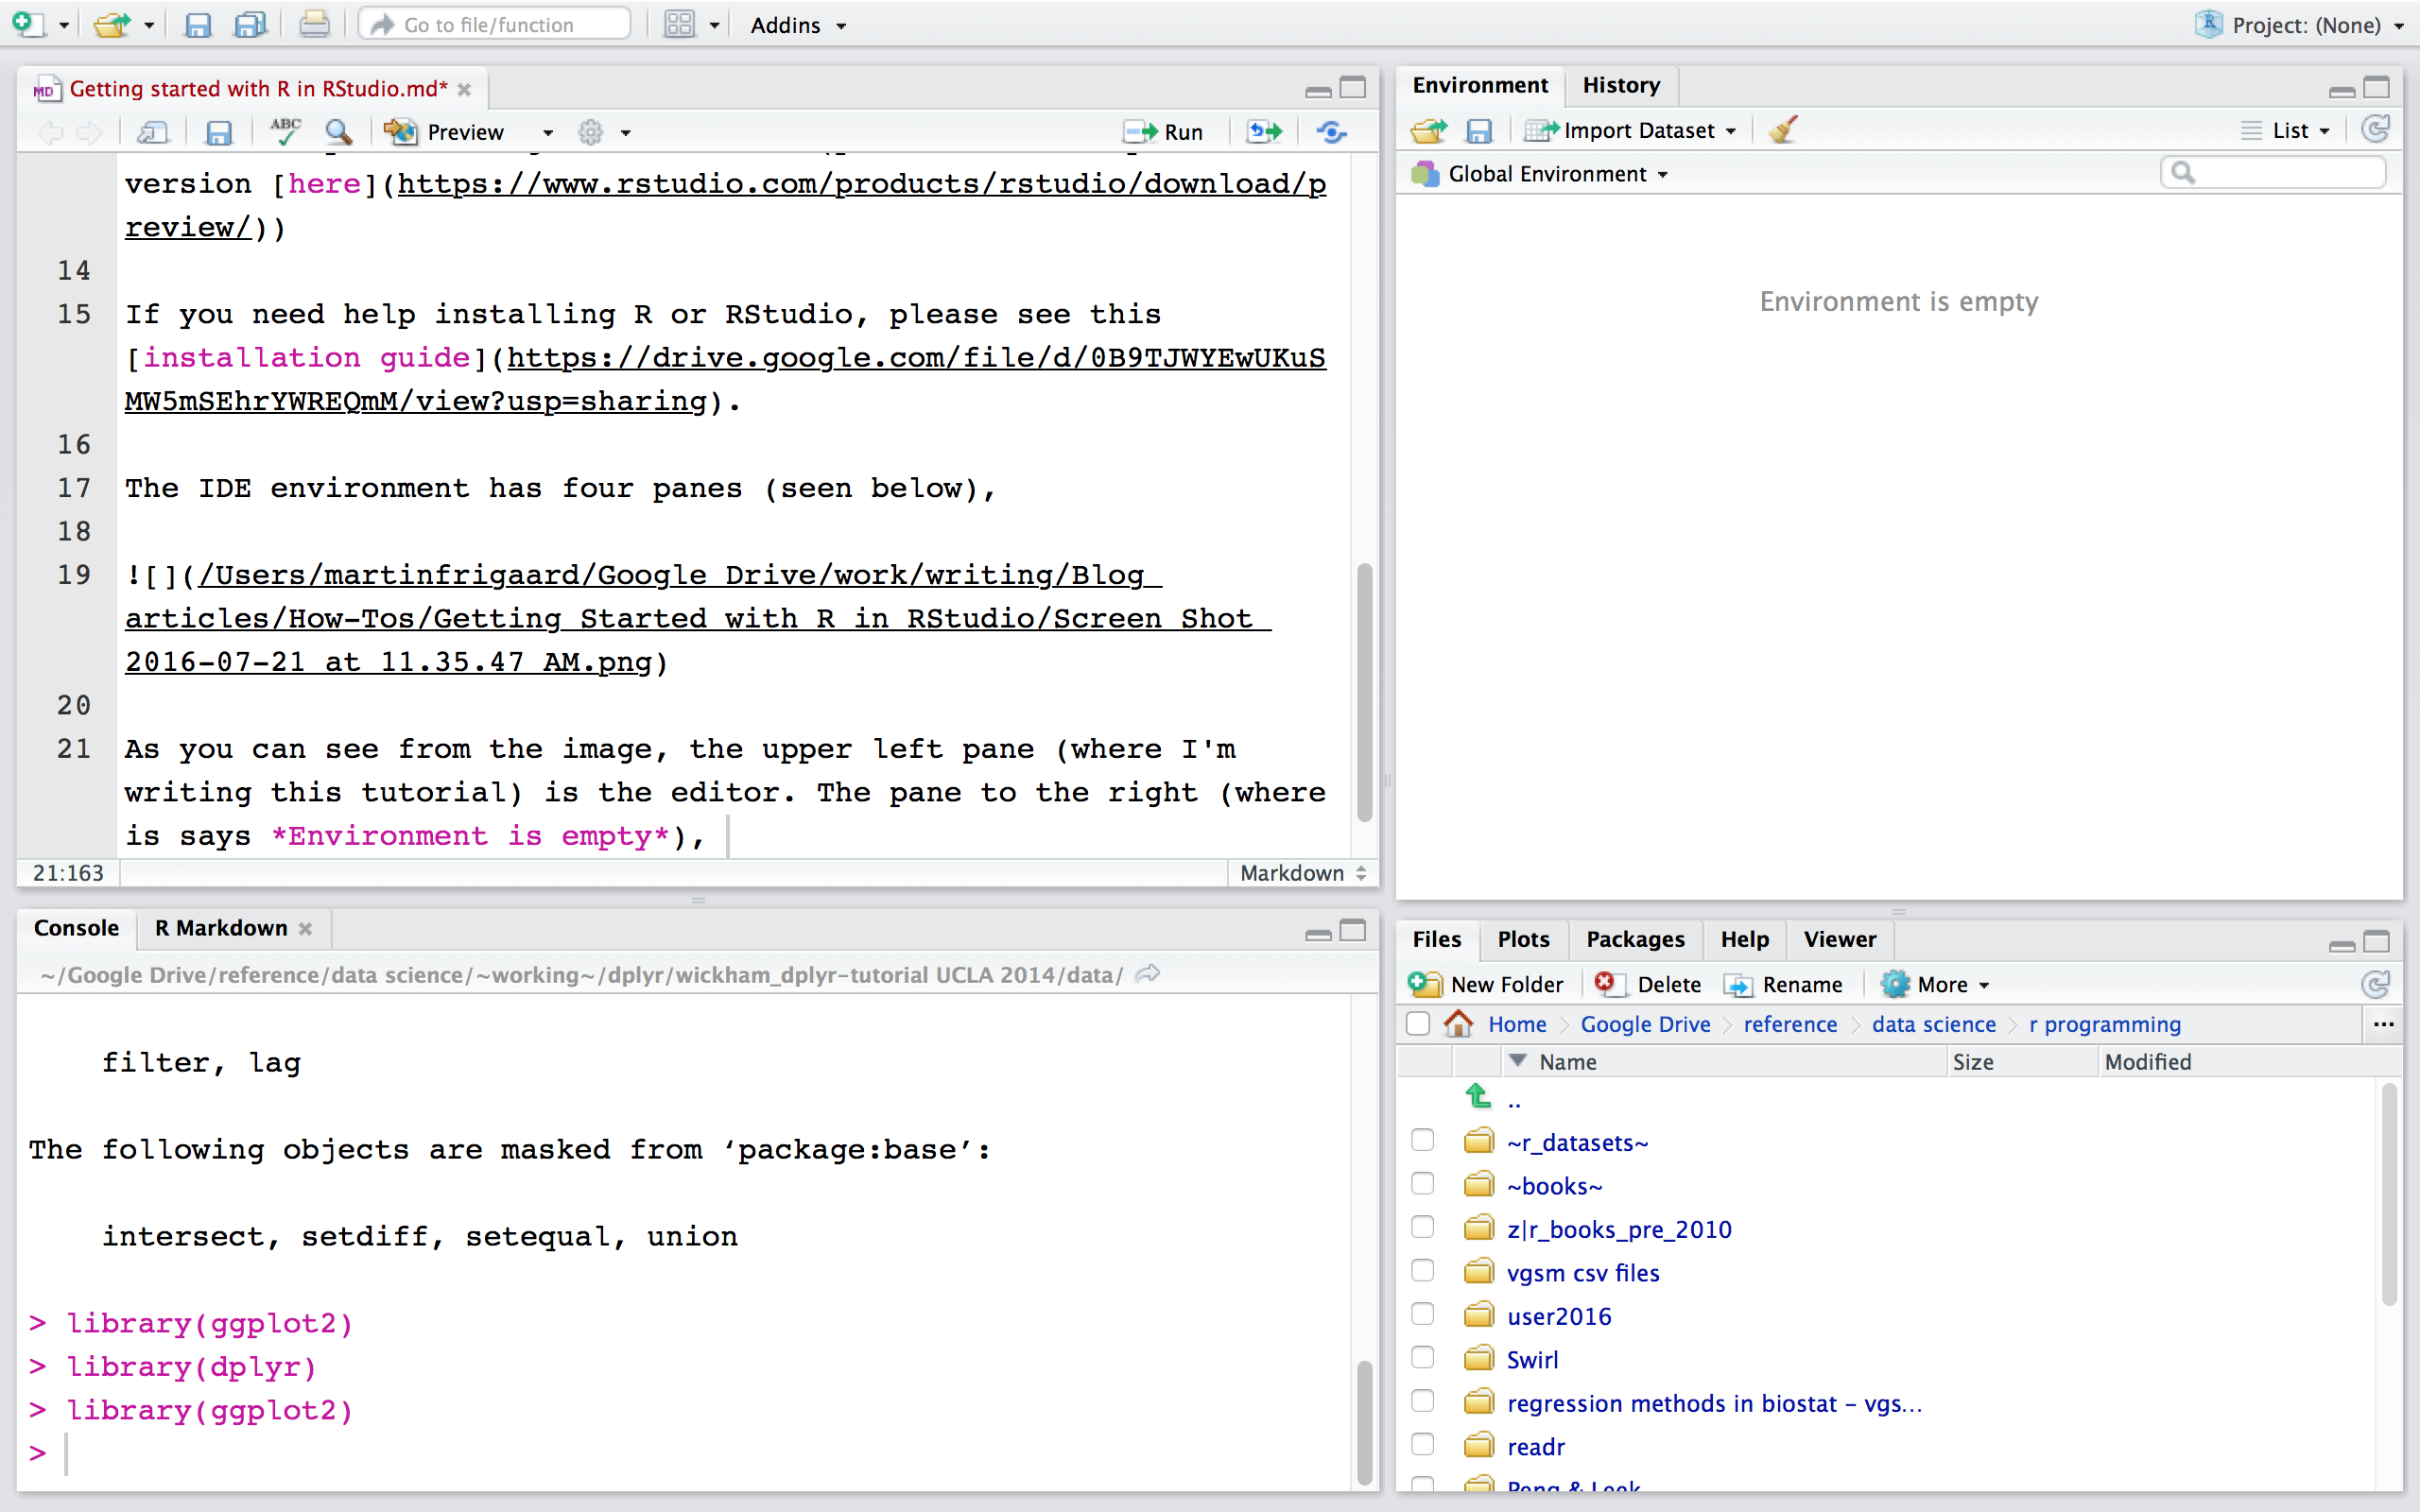 Go to file/function
Addins
Project: (None)
Getting started with R in RStudio.md*
ABC
Preview
Run
version [here](https://www.rstudio.com/products/rstudio/download/p
review/))
14
15 If you need help installing R or RStudio, please see this
[installation guide](https://drive.google.com/file/d/0B9TJWYEwUKuS
MW5mSEhrYWREQmM/view?usp=sharing).
16
17 The IDE environment has four panes (seen below),
18
19 ![](/Users/martinfrigaard/Google Drive/work/writing/Blog
articles/How-Tos/Getting Started with R in RStudio/Screen Shot
2016-07-21 at 11.35.47 AM.png)
20
21 As you can see from the image, the upper left pane (where I'm
writing this tutorial) is the editor. The pane to the right (where
is says *Environment is empty*),
21:163
Markdown
Environment History
Import Dataset
List
Global Environment
Environment is empty
Console R Markdown
~/Google Drive/reference/data science/~working~/dplyr/wickham_dplyr-tutorial UCLA 2014/data/
filter, lag
The following objects are masked from ‘package:base’:
intersect, setdiff, setequal, union
> library(ggplot2)
> library(dplyr)
> library(ggplot2)
>
Files Plots Packages Help Viewer
New Folder Delete Rename More
Home Google Drive reference data science r programming ...
Name Size Modified
..
~r_datasets~
~books~
z|r_books_pre_2010
vgsm csv files
user2016
Swirl
regression methods in biostat - vgs...
readr
Peng & Leek